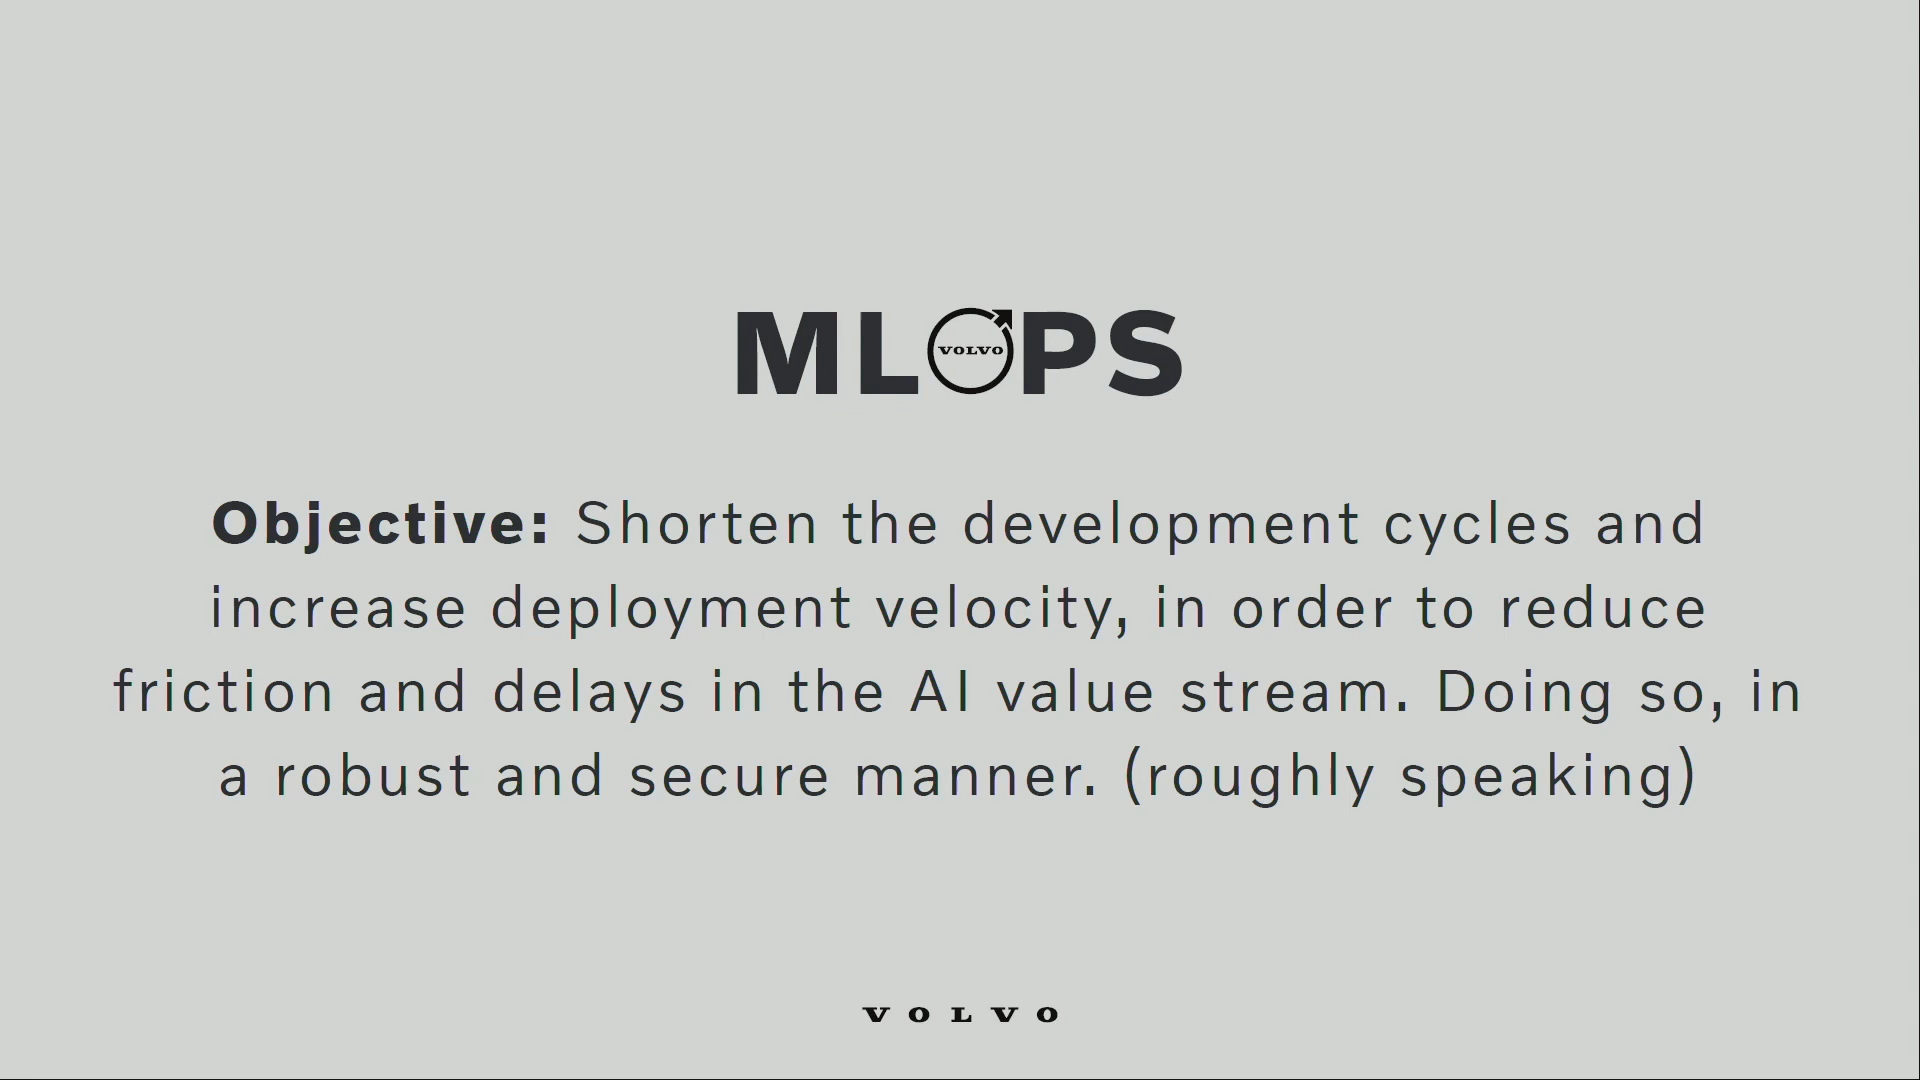 MLOPS
VOLVO
Objective: Shorten the development cycles and
increase deployment velocity, in order to reduce
friction and delays in the AI value stream. Doing so, in
a robust and secure manner. (roughly speaking)
VOLVO